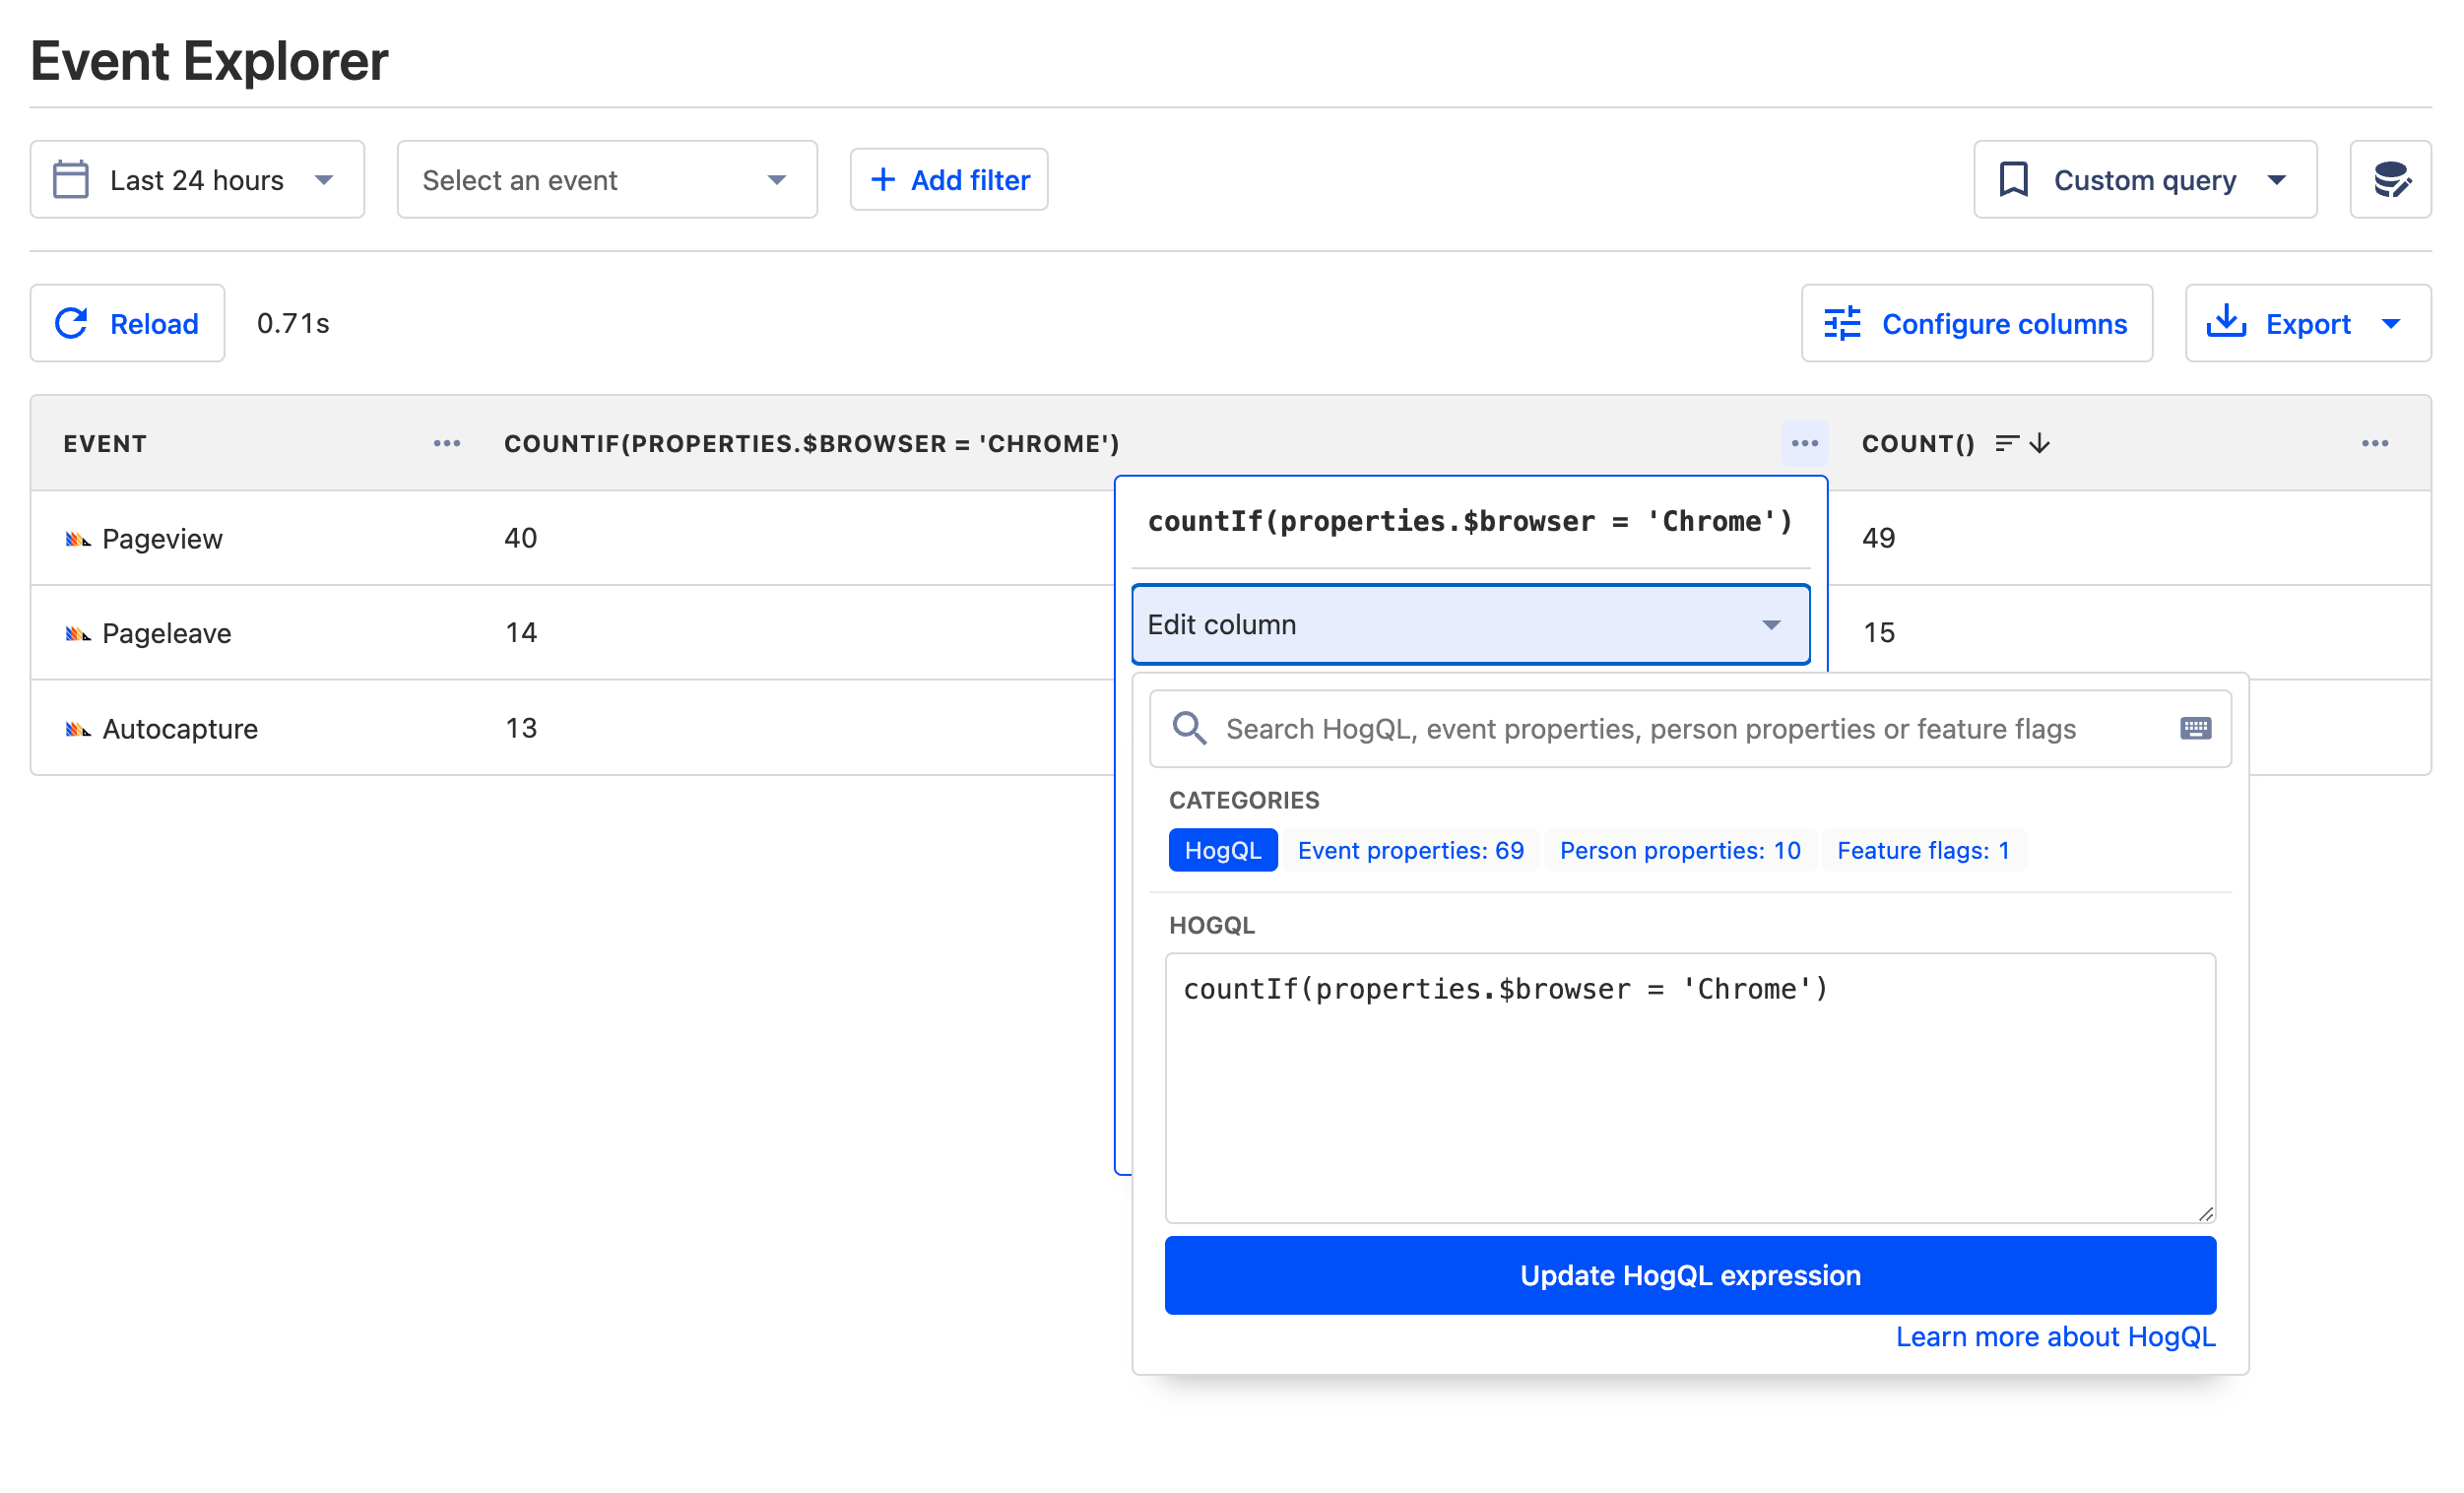 Event Explorer
Last 24 hours
Select an event
Add filter
Custom query
Reload
0.71s
Configure columns
Export
EVENT
COUNTIF(PROPERTIES.$BROWSER = 'CHROME')
COUNT()
Pageview
40
49
Pageleave
14
15
Autocapture
13
countIf(properties.$browser = 'Chrome')
Edit column
Search HogQL, event properties, person properties or feature flags
CATEGORIES
HogQL
Event properties: 69
Person properties: 10
Feature flags: 1
HOGQL
countIf(properties.$browser = 'Chrome')
Update HogQL expression
Learn more about HogQL